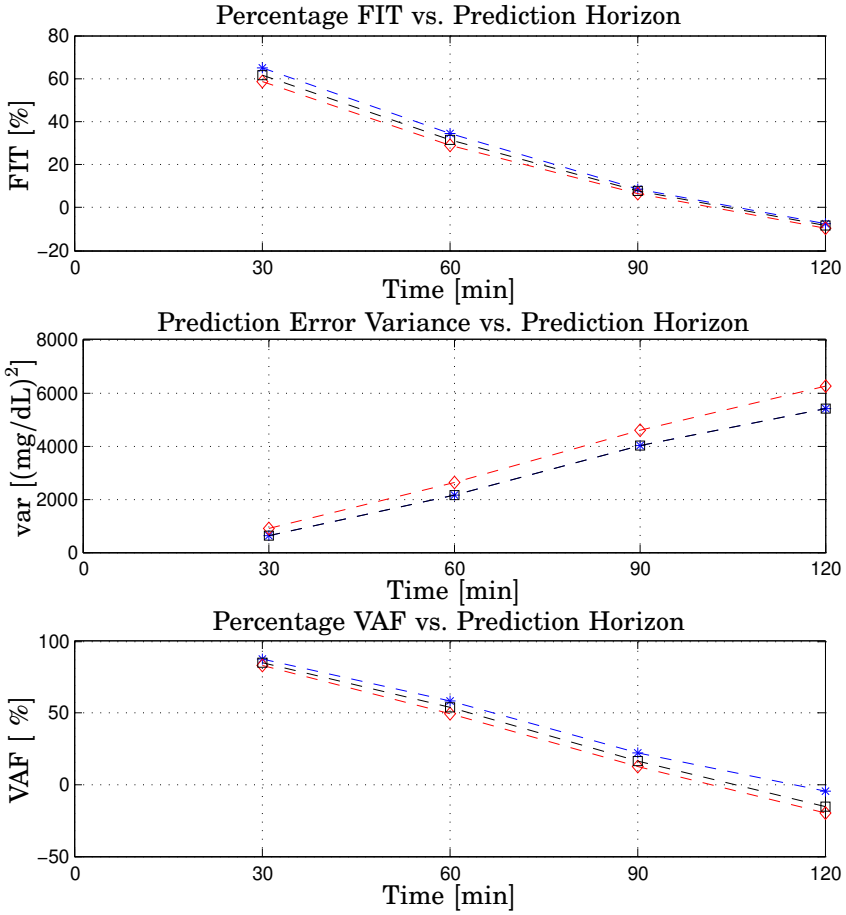 Percentage FIT vs. Prediction Horizon
80
60
40
20
0
−20
FIT [%]
0 30 60 90 120
Time [min]
Prediction Error Variance vs. Prediction Horizon
8000
6000
4000
2000
0
var [(mg/dL)²]
0 30 60 90 120
Time [min]
Percentage VAF vs. Prediction Horizon
100
50
0
−50
VAF [ %]
0 30 60 90 120
Time [min]